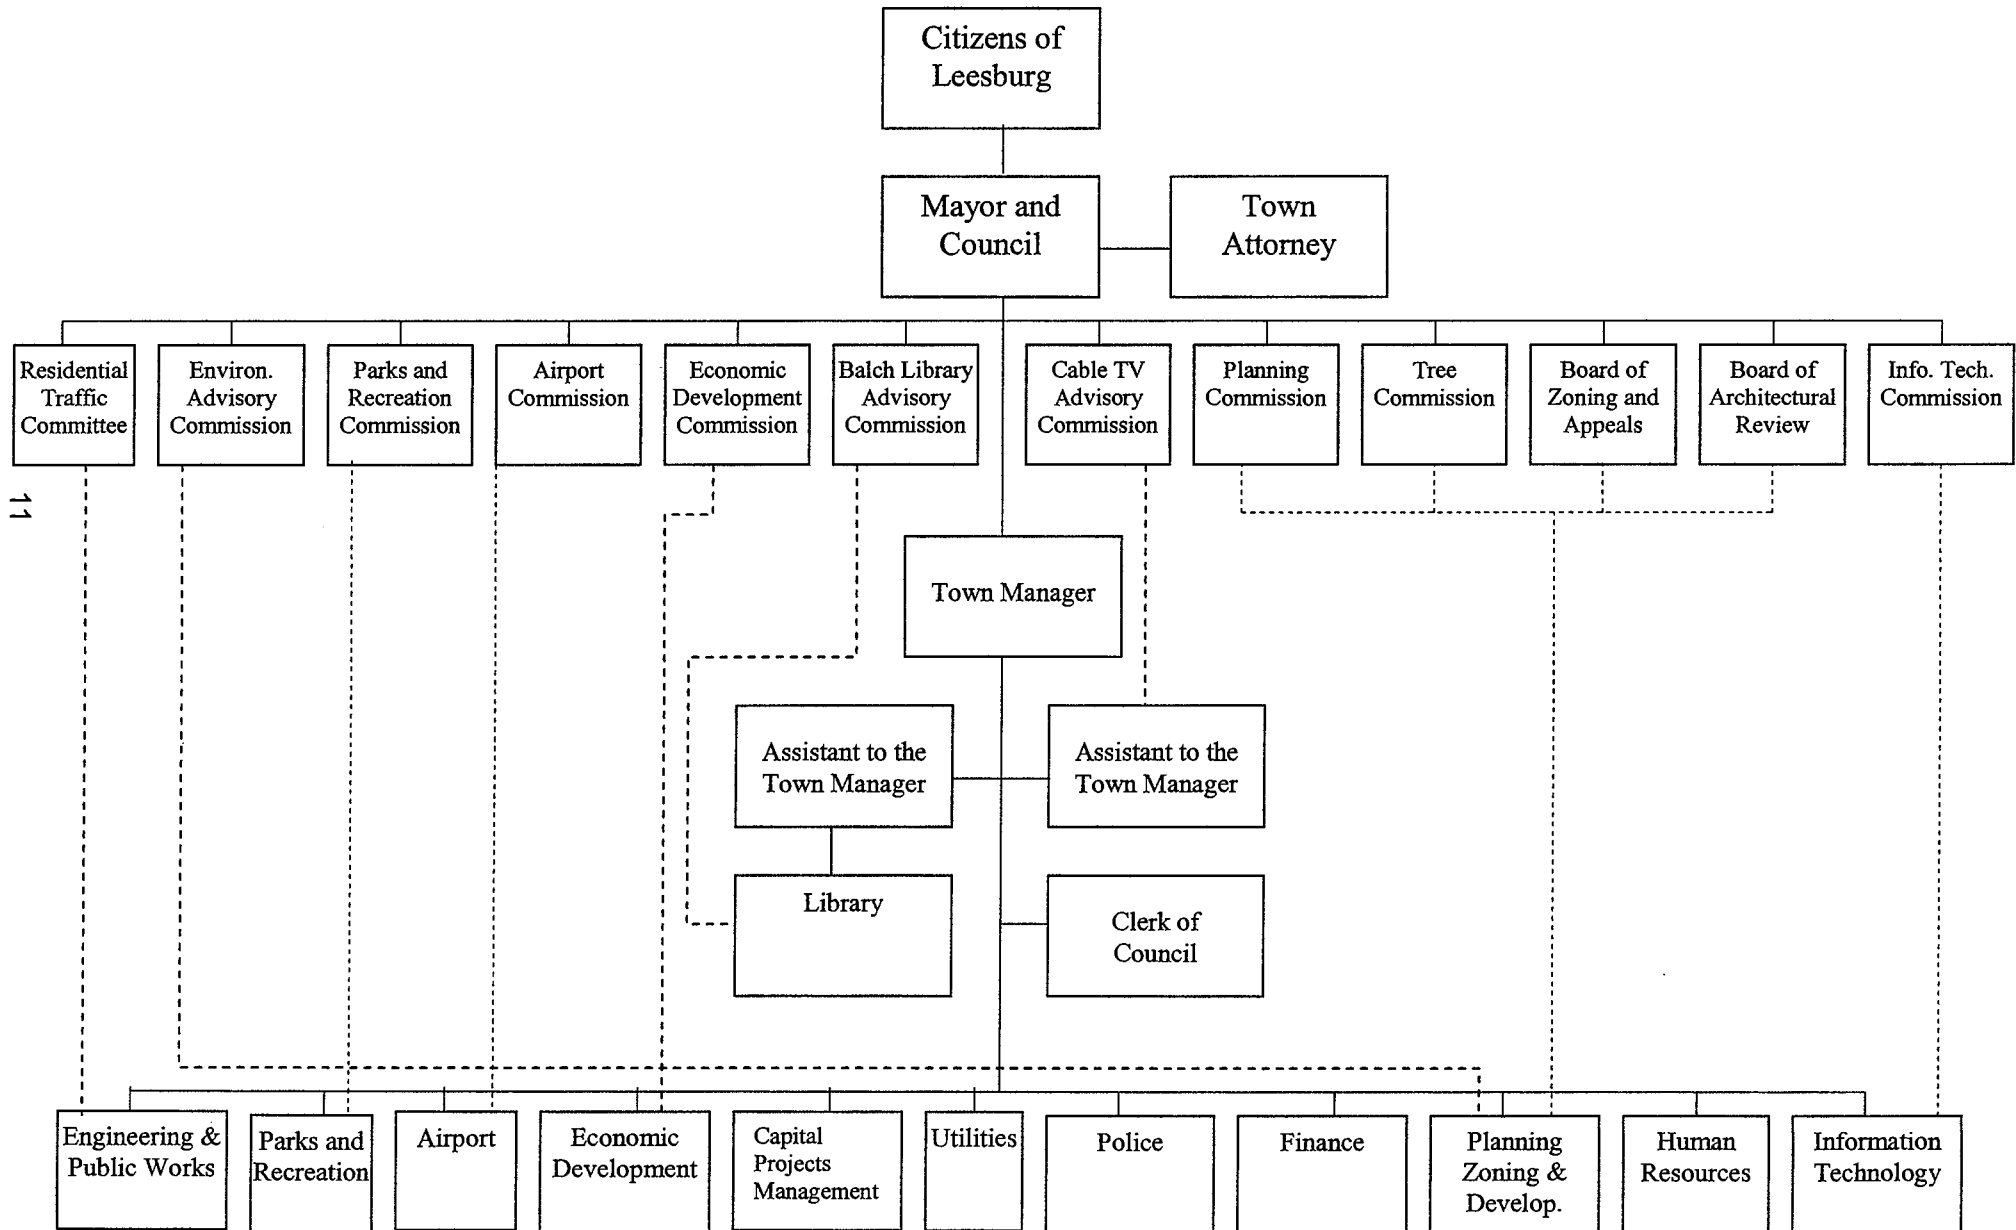 Citizens of
Leesburg
Mayor and
Council
Town
Attorney
Residential
Traffic
Committee
Environ.
Advisory
Commission
Parks and
Recreation
Commission
Airport
Commission
Economic
Development
Commission
Balch Library
Advisory
Commission
Cable TV
Advisory
Commission
Planning
Commission
Tree
Commission
Board of
Zoning and
Appeals
Board of
Architectural
Review
Info. Tech.
Commission
11
Town Manager
Assistant to the
Town Manager
Assistant to the
Town Manager
Library
Clerk of
Council
Engineering &
Public Works
Parks and
Recreation
Airport
Economic
Development
Capital
Projects
Management
Utilities
Police
Finance
Planning
Zoning &
Develop.
Human
Resources
Information
Technology